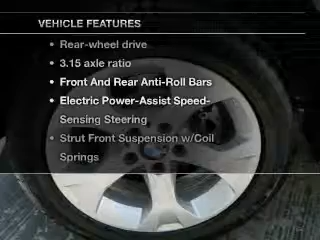 VEHICLE FEATURES
• Rear-wheel drive
• 3.15 axle ratio
• Front And Rear Anti-Roll Bars
• Electric Power-Assist Speed-
Sensing Steering
• Strut Front Suspension w/Coil
Springs